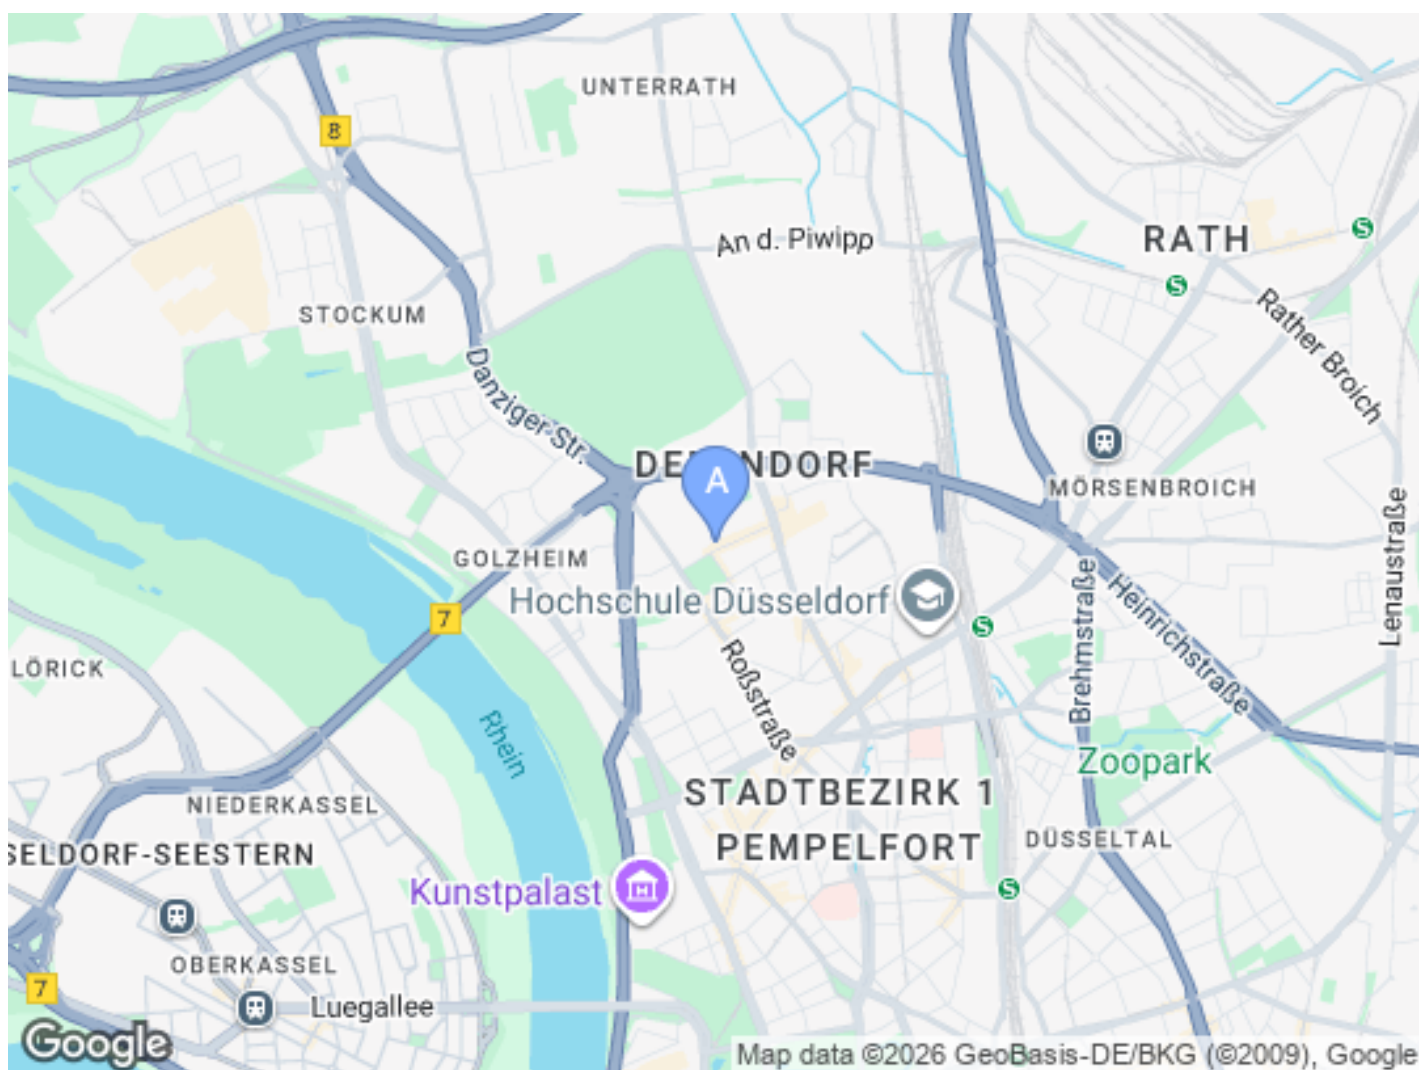 UNTERRATH
8
An d. Piwipp
RATH
S
S
STOCKUM
Rather Broich
Danziger Str.
A
MÖRSENBROICH
Lenaustraße
GOLZHEIM
Hochschule Düsseldorf
7
S
Brehmstraße
Heinrichstraße
LÖRICK
Roßstraße
Rhein
Zoopark
STADTBEZIRK 1
PEMPELFORT
NIEDERKASSEL
DÜSSELTAL
SELDORF-SEESTERN
Kunstpalast
S
OBERKASSEL
7
Luegallee
Google
Map data ©2026 GeoBasis-DE/BKG (©2009), Google